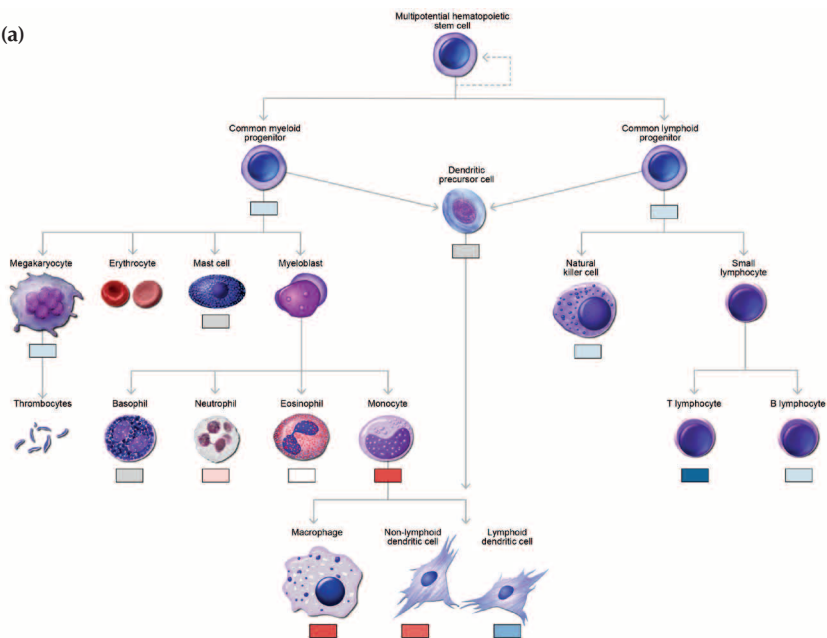 (a)
Multipotential hematopoietic
stem cell
Common myeloid
progenitor
Common lymphoid
progenitor
Dendritic
precursor cell
Megakaryocyte
Erythrocyte
Mast cell
Myeloblast
Natural
killer cell
Small
lymphocyte
Thrombocytes
Basophil
Neutrophil
Eosinophil
Monocyte
T lymphocyte
B lymphocyte
Macrophage
Non-lymphoid
dendritic cell
Lymphoid
dendritic cell